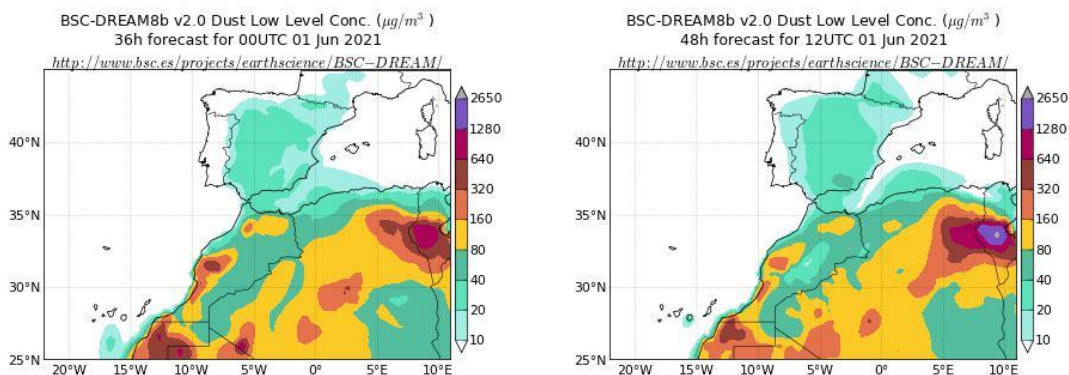 BSC-DREAM8b v2.0 Dust Low Level Conc. (μg/m³ )
36h forecast for 00UTC 01 Jun 2021
http://www.bsc.es/projects/earthscience/BSC−DREAM/
40°N
35°N
30°N
25°N
20°W
15°W
10°W
5°W
0°
5°E
10°E
2650
1280
640
320
160
80
40
20
10
BSC-DREAM8b v2.0 Dust Low Level Conc. (μg/m³ )
48h forecast for 12UTC 01 Jun 2021
http://www.bsc.es/projects/earthscience/BSC−DREAM/
40°N
35°N
30°N
25°N
20°W
15°W
10°W
5°W
0°
5°E
10°E
2650
1280
640
320
160
80
40
20
10